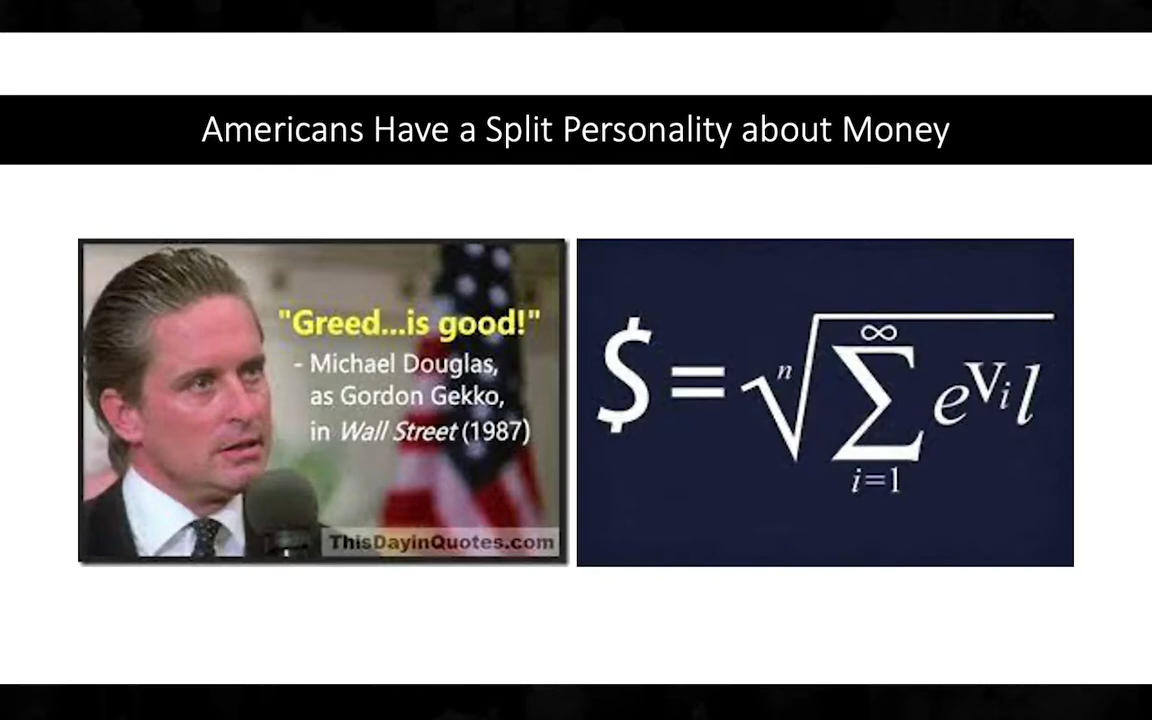 Americans Have a Split Personality about Money
"Greed...is good!"
- Michael Douglas,
as Gordon Gekko,
in Wall Street (1987)
ThisDayinQuotes.com
$ = ⁿ√ ∑ e^{V_i} l
∞
n
i=1